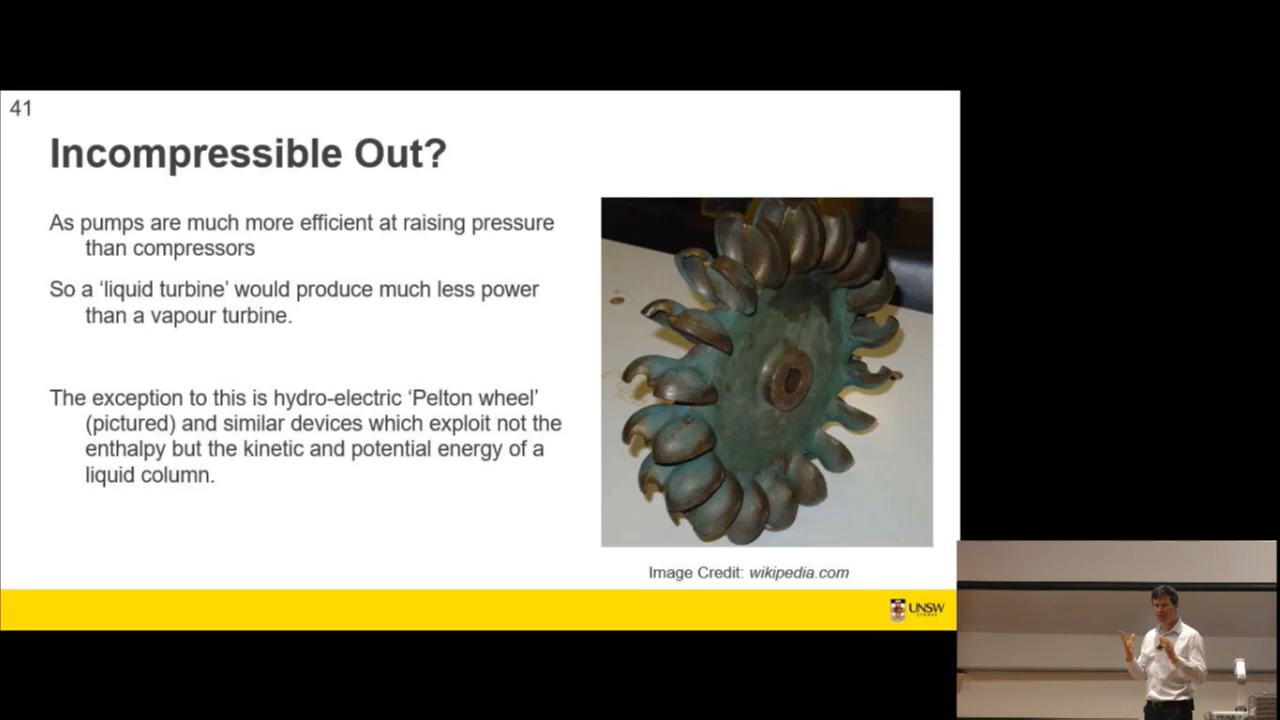 41
Incompressible Out?
As pumps are much more efficient at raising pressure
than compressors
So a ‘liquid turbine’ would produce much less power
than a vapour turbine.
The exception to this is hydro-electric ‘Pelton wheel’
(pictured) and similar devices which exploit not the
enthalpy but the kinetic and potential energy of a
liquid column.
Image Credit: wikipedia.com
UNSW